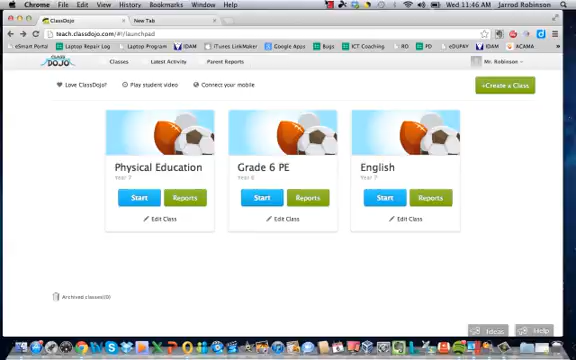 Chrome File Edit View History Bookmarks Window Help Wed 11:46 AM Jarrod Robinson
ClassDojo New Tab
teach.classdojo.com/#!/launchpad
eSmart Portal Laptop Repair Log Laptop Program IDAM iTunes LinkMaker Google Apps Bugs ICT Coaching RO PD eDUPAY IDAM ACAMA
CLASS DOJO Classes Latest Activity Parent Reports Mr. Robinson
Love ClassDojo? Play student video Connect your mobile +Create a Class
Physical Education Grade 6 PE English
Year 7 Year 6 Year 7
Start Reports Start Reports Start Reports
Edit Class Edit Class Edit Class
Archived classes(0)
Ideas Help